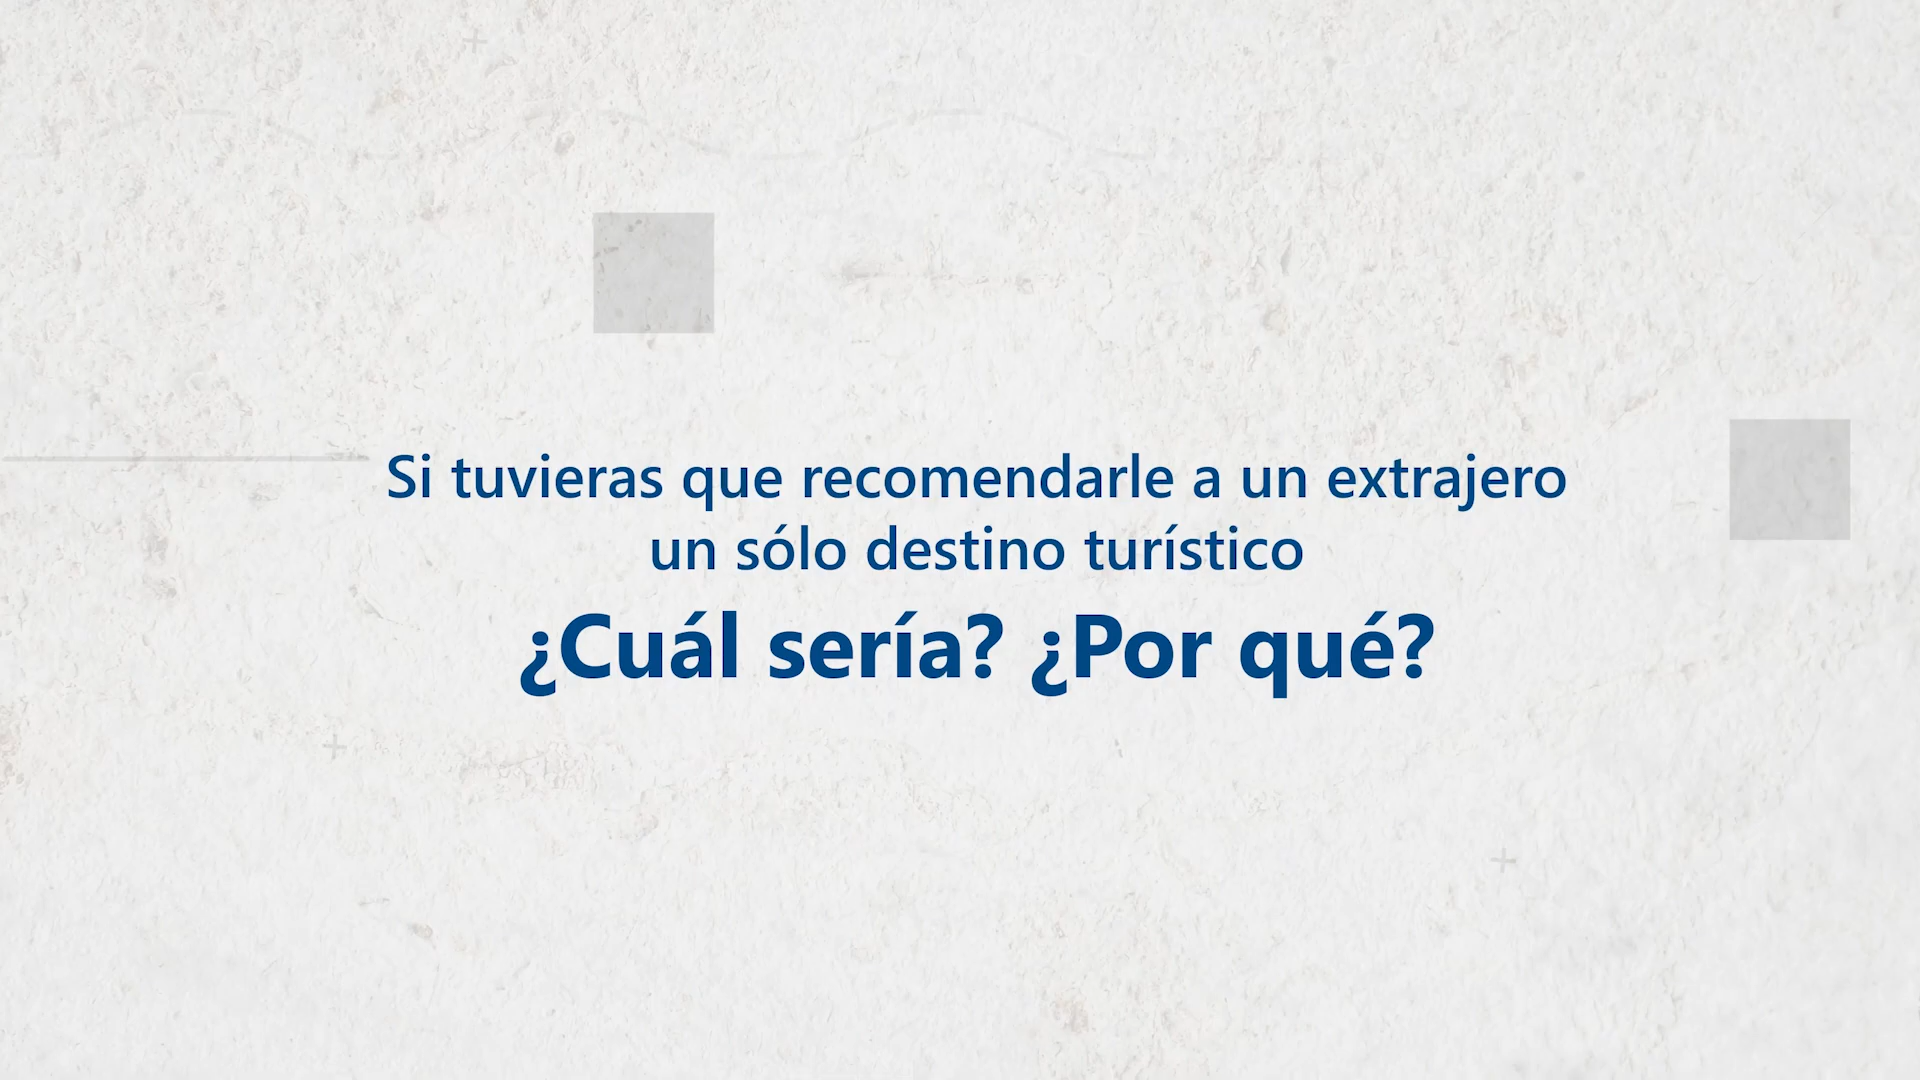 Si tuvieras que recomendarle a un extrajero
un sólo destino turístico
¿Cuál sería? ¿Por qué?